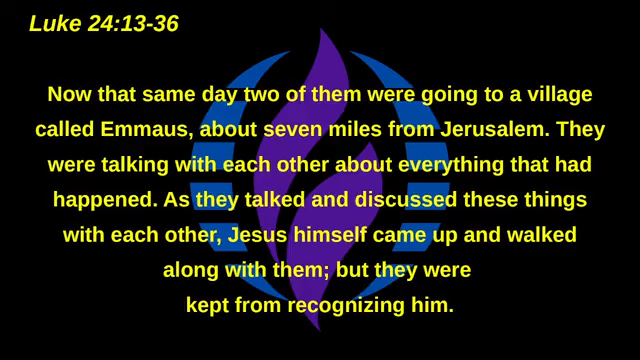 Luke 24:13-36
Now that same day two of them were going to a village
called Emmaus, about seven miles from Jerusalem. They
were talking with each other about everything that had
happened. As they talked and discussed these things
with each other, Jesus himself came up and walked
along with them; but they were
kept from recognizing him.